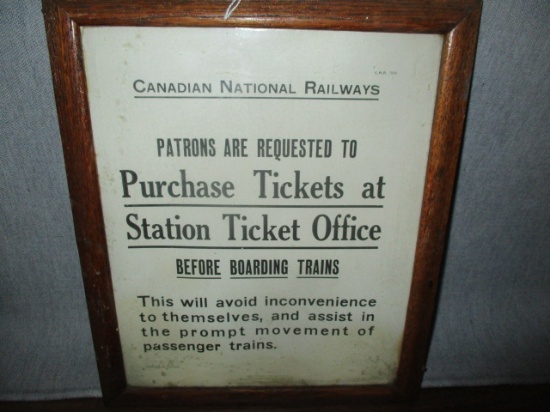 CANADIAN NATIONAL RAILWAYS
PATRONS ARE REQUESTED TO
Purchase Tickets at
Station Ticket Office
BEFORE BOARDING TRAINS
This will avoid inconvenience
to themselves, and assist in
the prompt movement of
passenger trains.